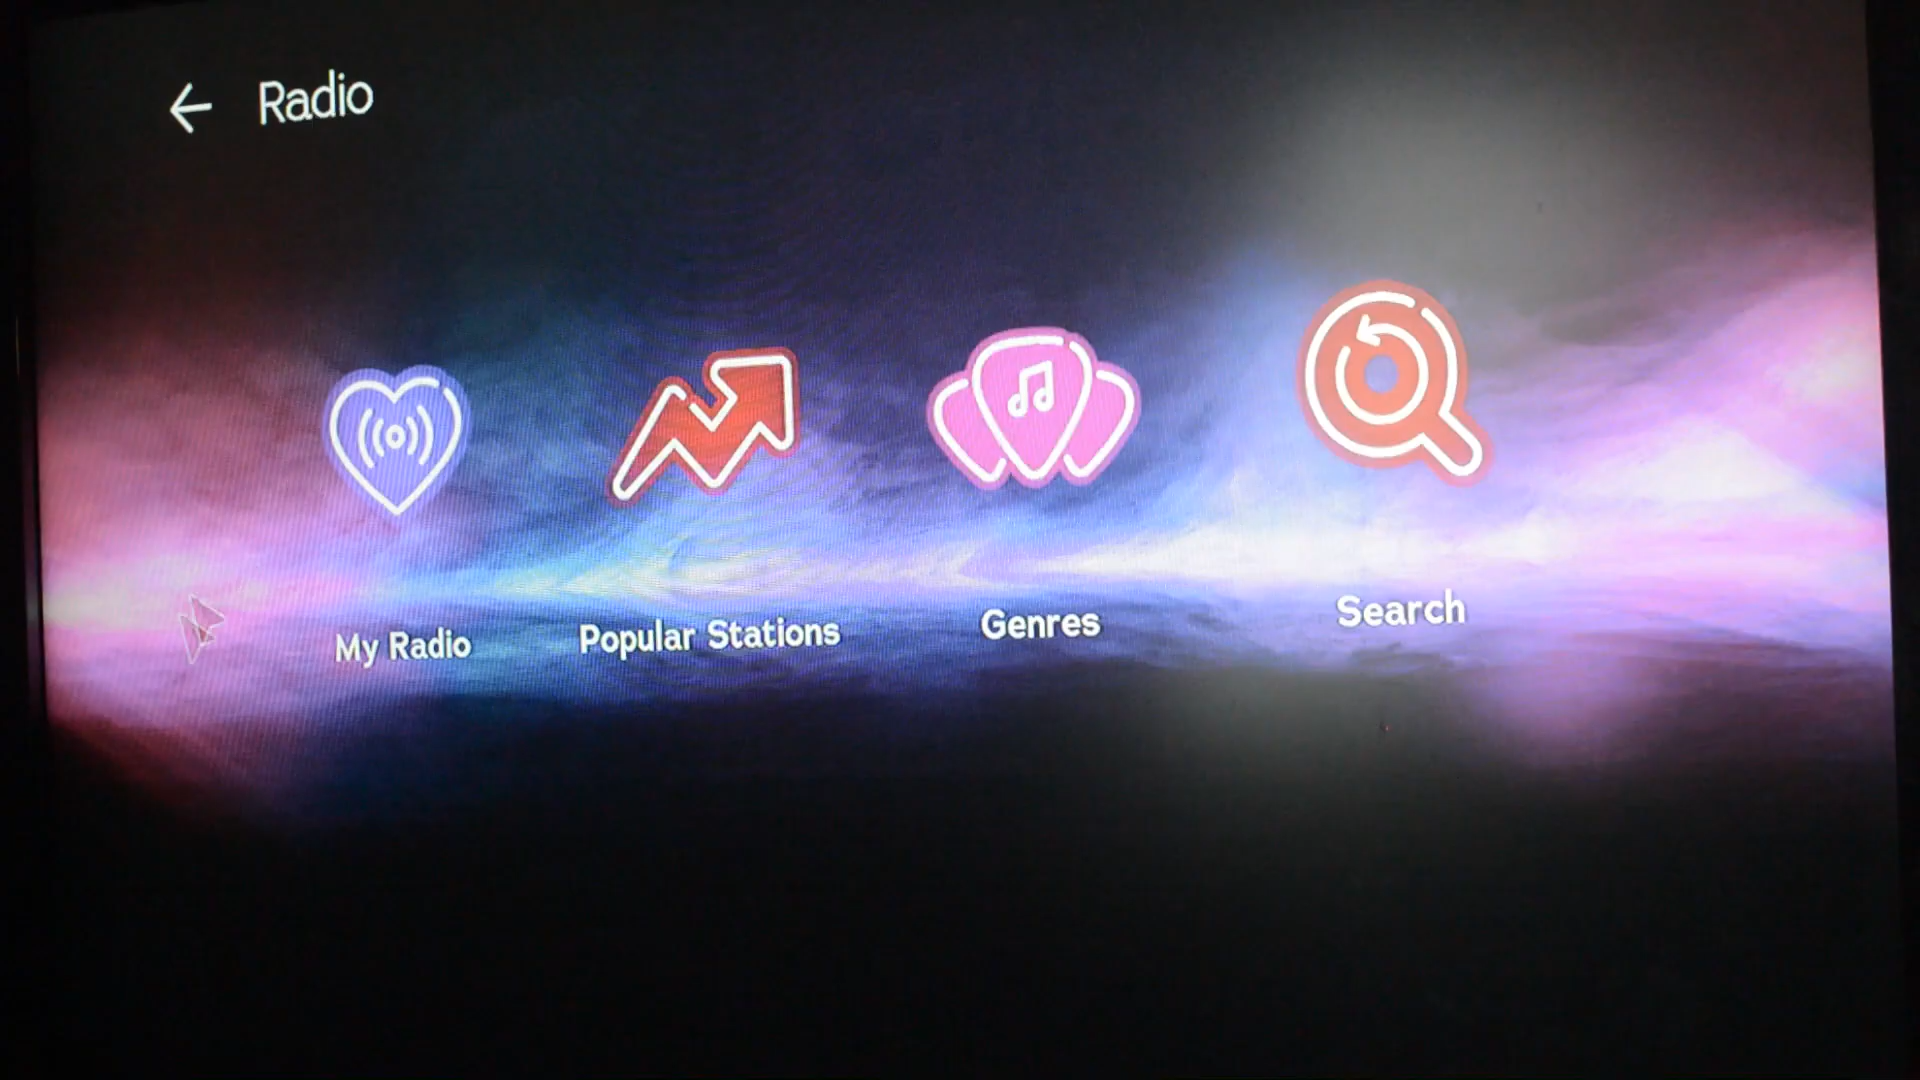 Radio
My Radio
Popular Stations
Genres
Search